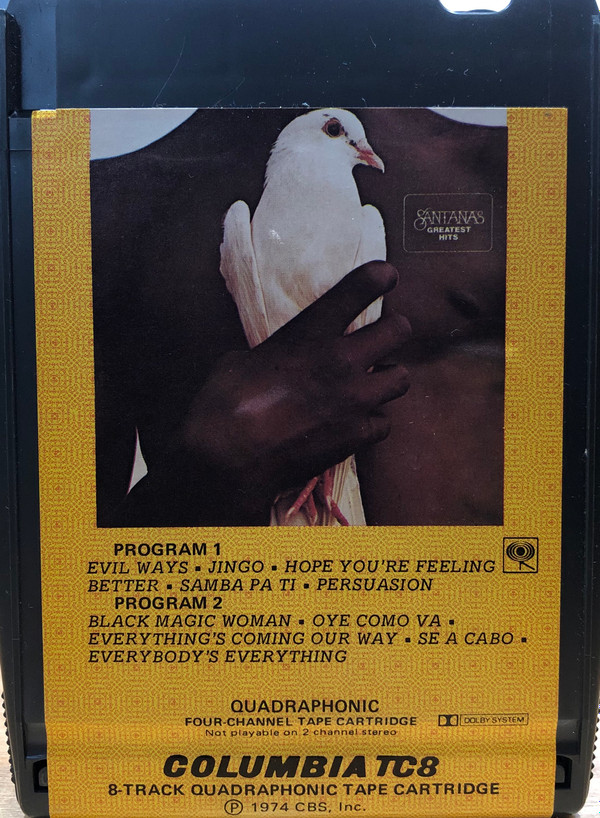 SANTANA'S
GREATEST
HITS
PROGRAM 1
EVIL WAYS ▪ JINGO ▪ HOPE YOU'RE FEELING
BETTER ▪ SAMBA PA TI ▪ PERSUASION
PROGRAM 2
BLACK MAGIC WOMAN ▪ OYE COMO VA ▪
EVERYTHING'S COMING OUR WAY ▪ SE A CABO ▪
EVERYBODY'S EVERYTHING
QUADRAPHONIC
FOUR-CHANNEL TAPE CARTRIDGE
DOLBY SYSTEM
Not playable on 2 channel stereo
COLUMBIA TC8
8-TRACK QUADROPHONIC TAPE CARTRIDGE
Ⓟ 1974 CBS, Inc.